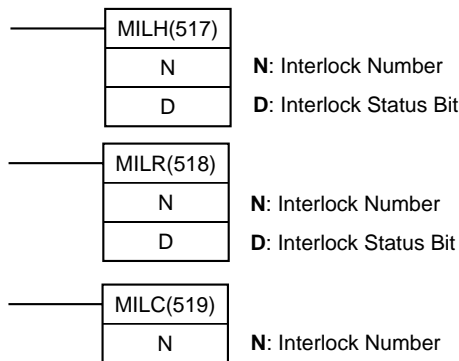 MILH(517)
N N: Interlock Number
D D: Interlock Status Bit
MILR(518)
N N: Interlock Number
D D: Interlock Status Bit
MILC(519)
N N: Interlock Number